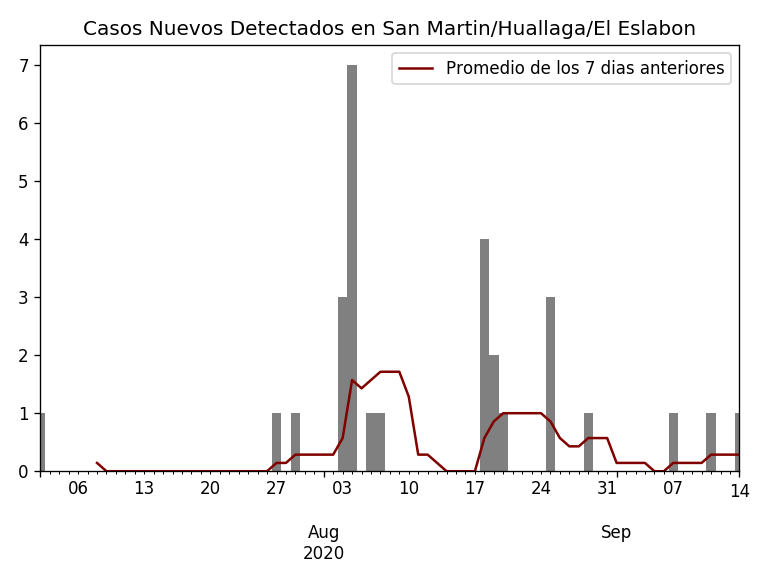 Casos Nuevos Detectados en San Martin/Huallaga/El Eslabon
Promedio de los 7 dias anteriores
7
6
5
4
3
2
1
0
06 13 20 27 03 10 17 24 31 07 14
Aug Sep
2020